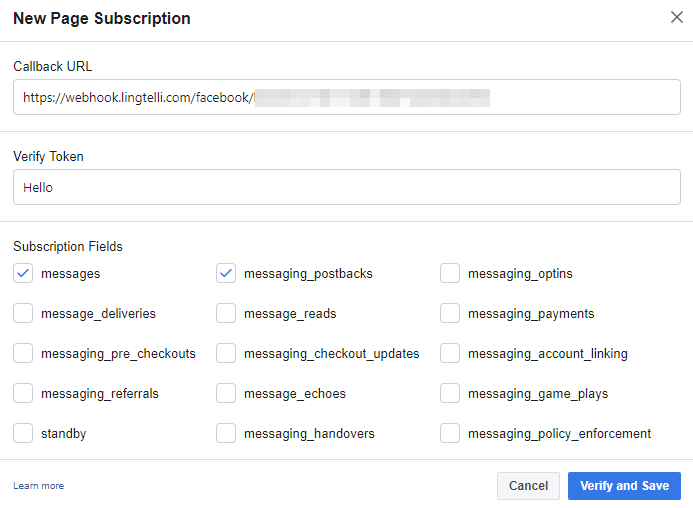 New Page Subscription
Callback URL
https://webhook.lingtelli.com/facebook/
Verify Token
Hello
Subscription Fields
messages messaging_postbacks messaging_optins
message_deliveries message_reads messaging_payments
messaging_pre_checkouts messaging_checkout_updates messaging_account_linking
messaging_referrals message_echoes messaging_game_plays
standby messaging_handovers messaging_policy_enforcement
Learn more Cancel Verify and Save